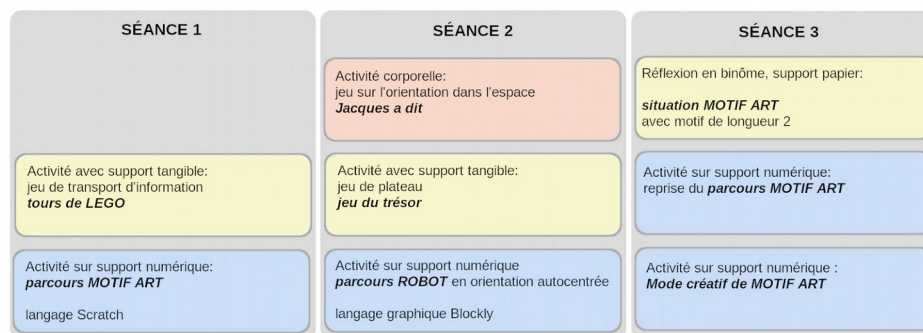 SÉANCE 1
Activité avec support tangible:
jeu de transport d'information
tours de LEGO
Activité sur support numérique:
parcours MOTIF ART
langage Scratch
SÉANCE 2
Activité corporelle:
jeu sur l'orientation dans l'espace
Jacques a dit
Activité avec support tangible:
jeu de plateau
jeu du trésor
Activité sur support numérique
parcours ROBOT en orientation autocentrée
langage graphique Blockly
SÉANCE 3
Réflexion en binôme, support papier:
situation MOTIF ART
avec motif de longueur 2
Activité sur support numérique:
reprise du parcours MOTIF ART
Activité sur support numérique :
Mode créatif de MOTIF ART